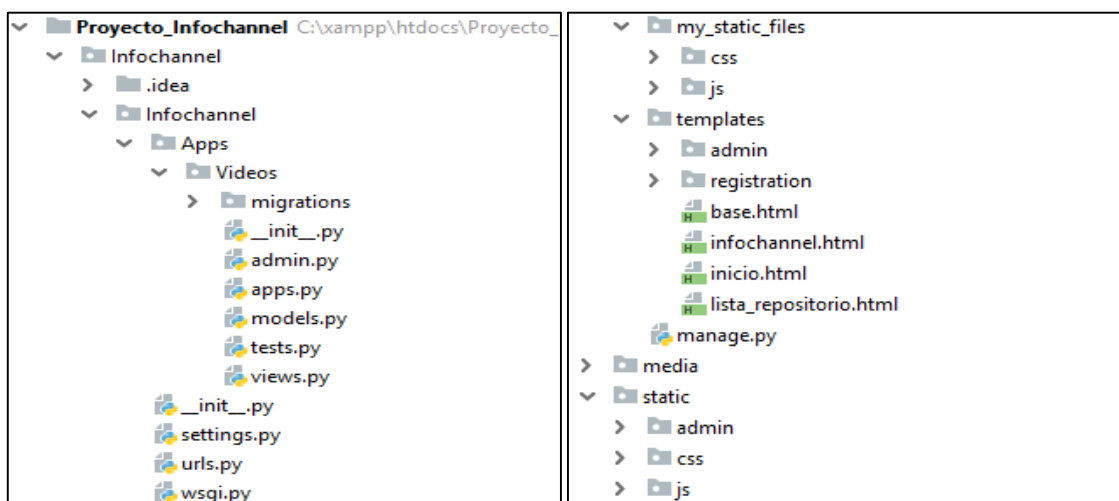 Proyecto_Infochannel C:\xampp\htdocs\Proyecto_
Infochannel
.idea
Infochannel
Apps
Videos
migrations
__init__.py
admin.py
apps.py
models.py
tests.py
views.py
__init__.py
settings.py
urls.py
wsgi.py
my_static_files
css
js
templates
admin
registration
base.html
infochannel.html
inicio.html
lista_repositorio.html
manage.py
media
static
admin
css
js